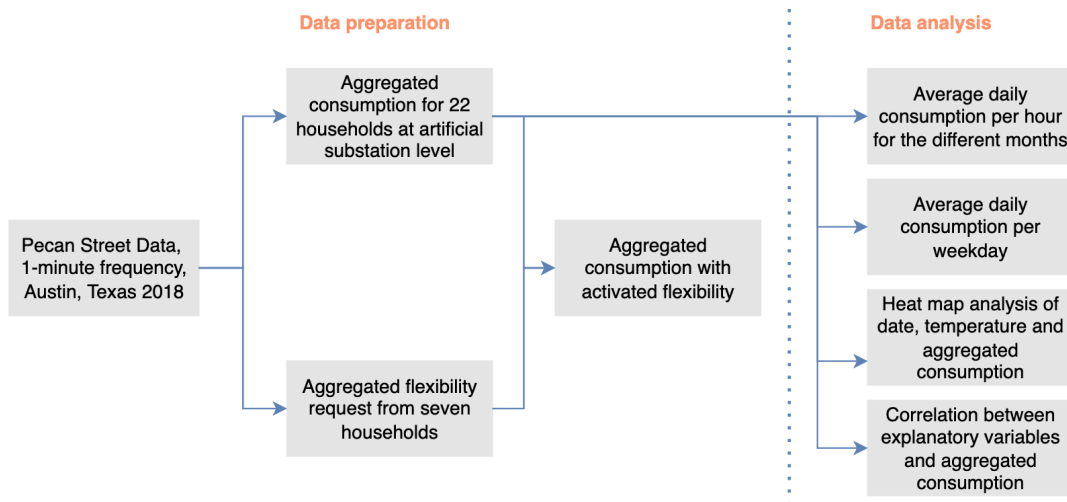 Data preparation
Data analysis
Pecan Street Data,
1-minute frequency,
Austin, Texas 2018
Aggregated
consumption for 22
households at artificial
substation level
Aggregated flexibility
request from seven
households
Aggregated
consumption with
activated flexibility
Average daily
consumption per hour
for the different months
Average daily
consumption per
weekday
Heat map analysis of
date, temperature and
aggregated
consumption
Correlation between
explanatory variables
and aggregated
consumption